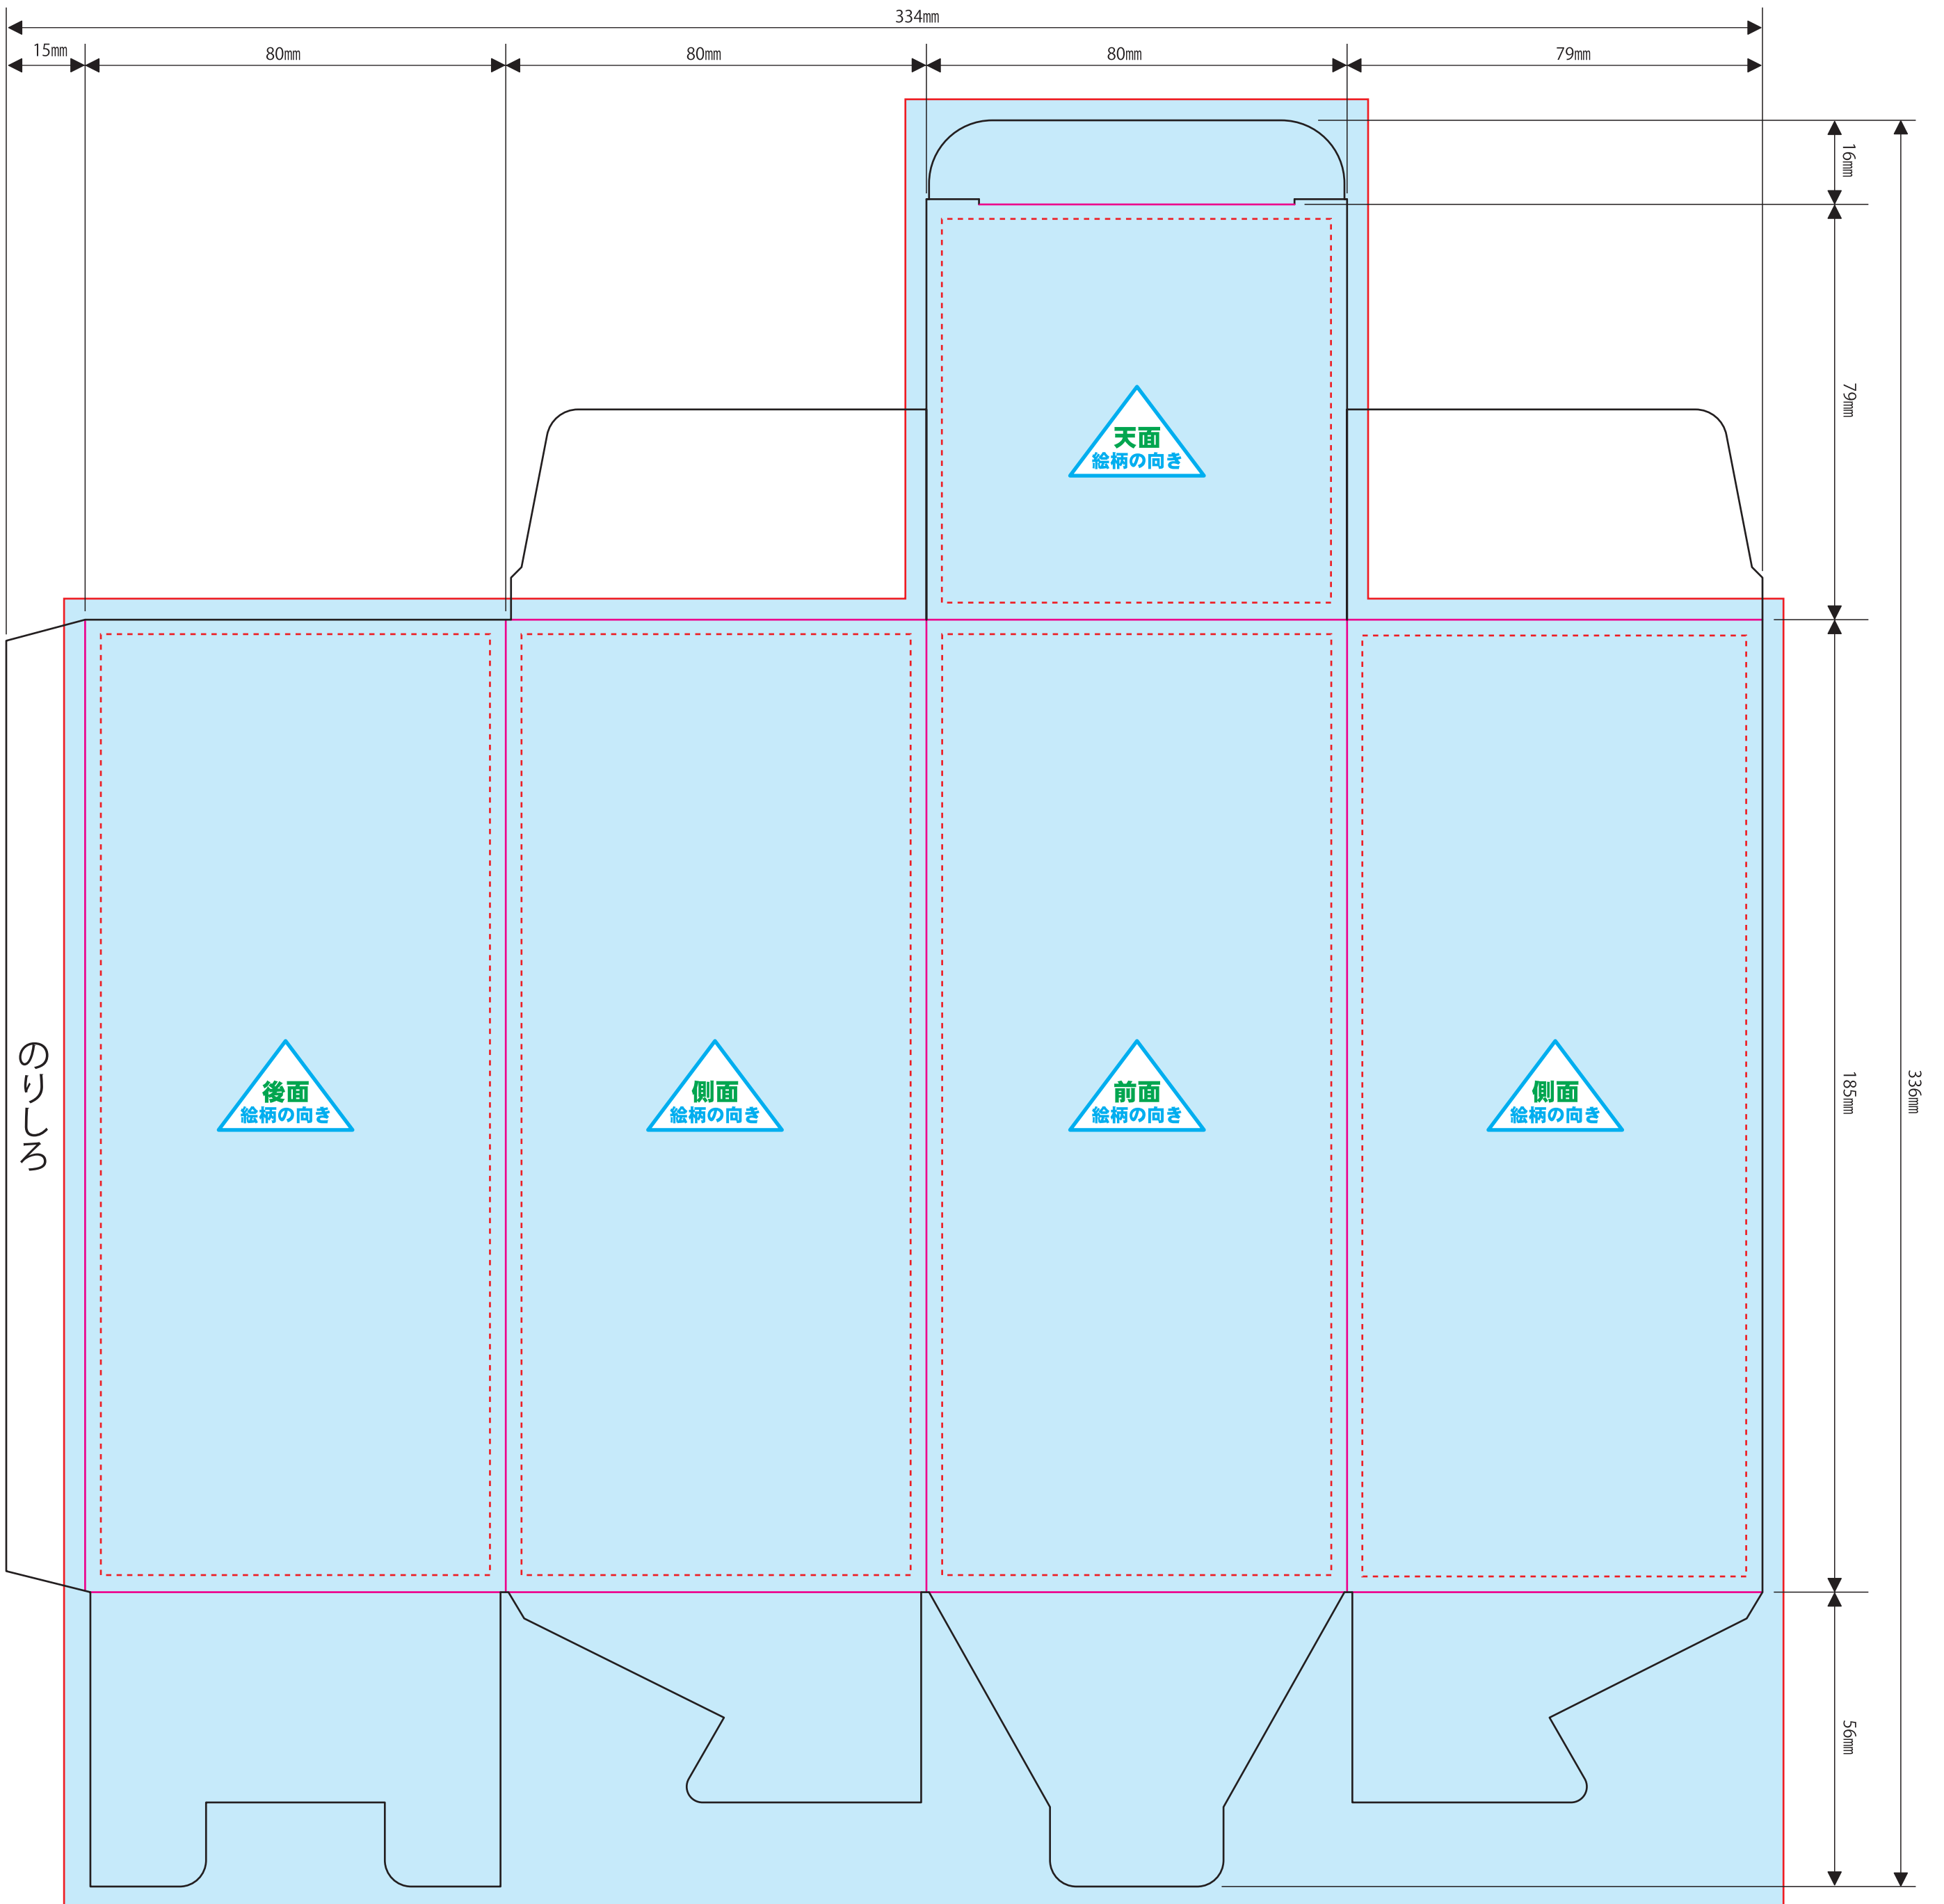 334mm
15mm
80mm
80mm
80mm
79mm
16mm
79mm
天面
絵柄の向き
のりしろ
後面
絵柄の向き
側面
絵柄の向き
前面
絵柄の向き
側面
絵柄の向き
185mm
336mm
56mm